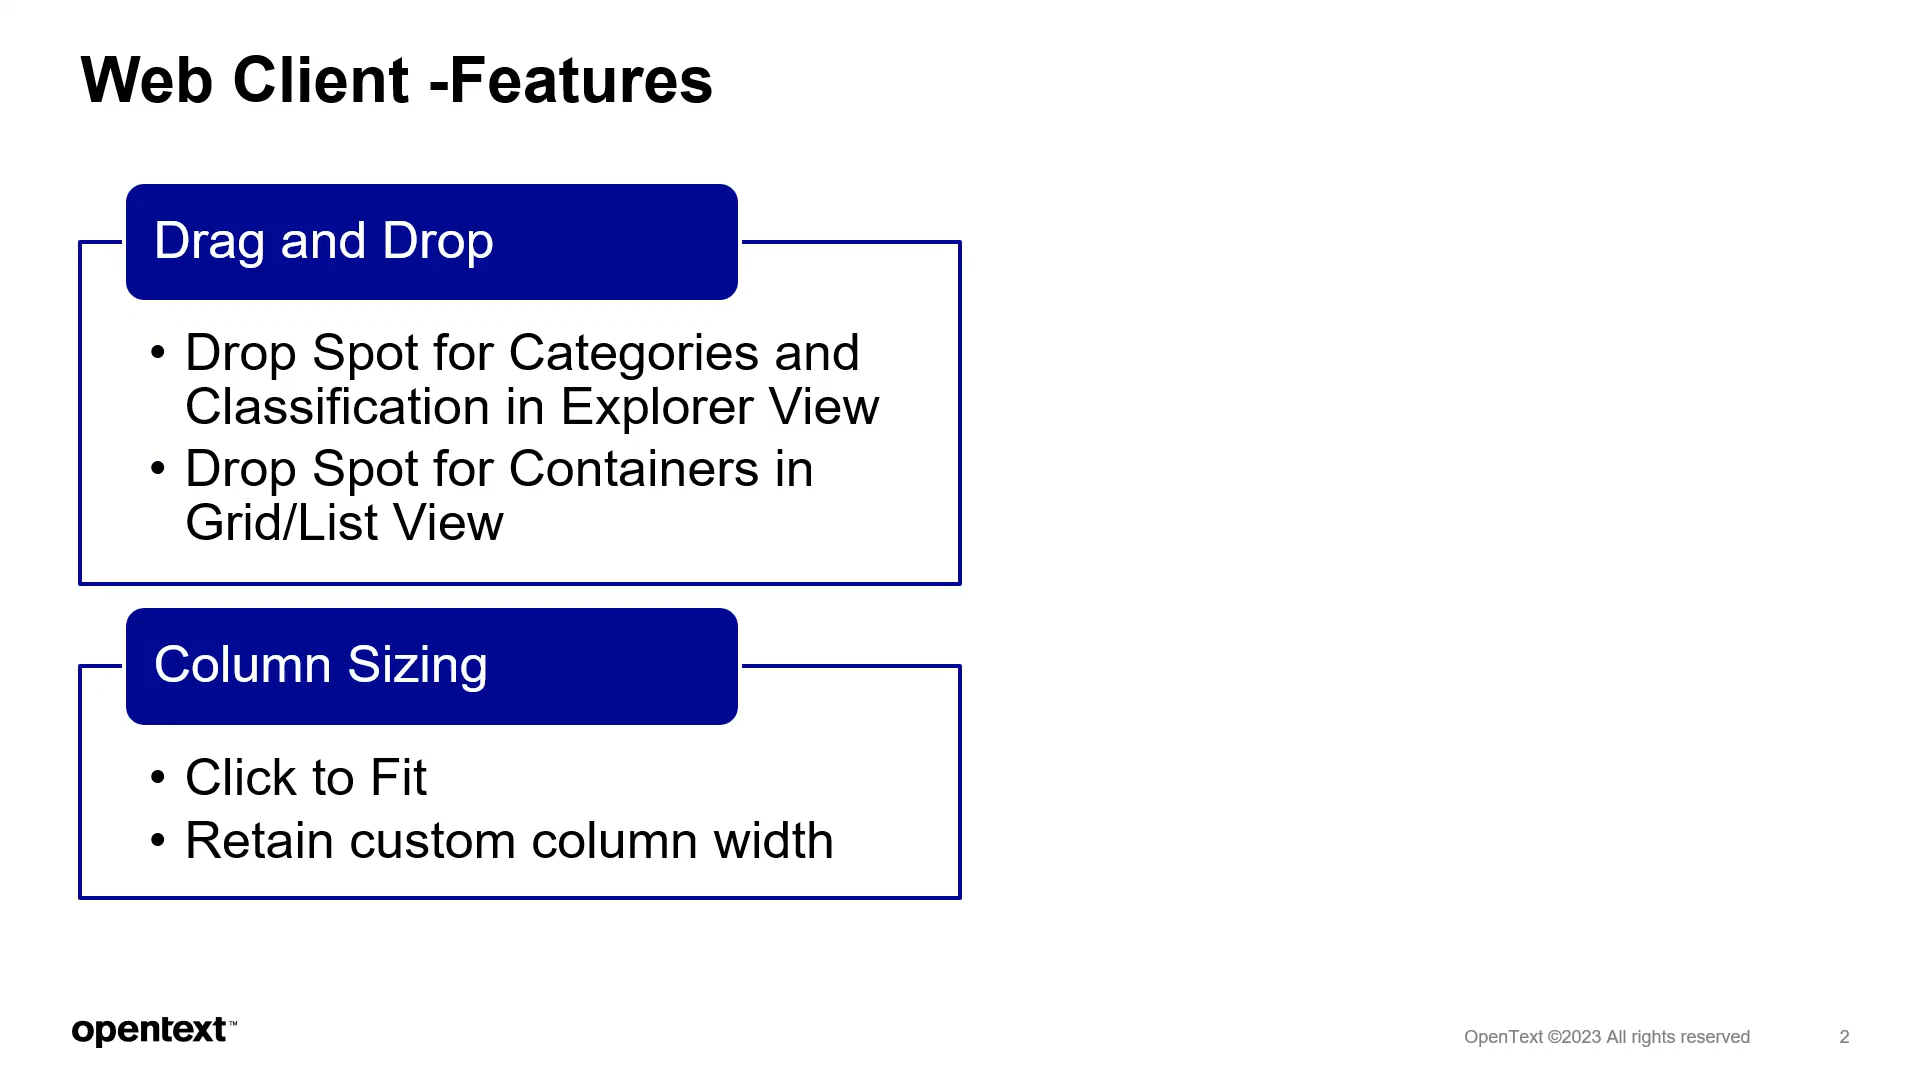 Web Client -Features
Drag and Drop
• Drop Spot for Categories and
Classification in Explorer View
• Drop Spot for Containers in
Grid/List View
Column Sizing
• Click to Fit
• Retain custom column width
opentext™
OpenText ©2023 All rights reserved
2